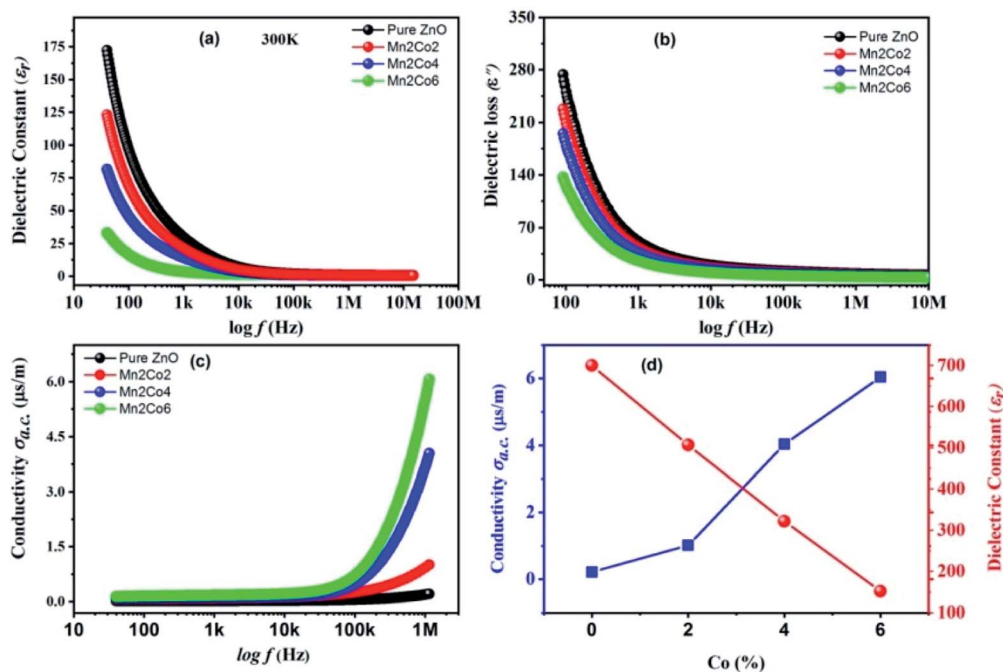 (a)
300K
Pure ZnO
Mn2Co2
Mn2Co4
Mn2Co6
Dielectric Constant (εr)
175
150
125
100
75
50
25
0
10 100 1k 10k 100k 1M 10M 100M
log f (Hz)
(b)
Pure ZnO
Mn2Co2
Mn2Co4
Mn2Co6
Dielectric loss (ε″)
350
280
210
140
70
0
100 1k 10k 100k 1M 10M
log f (Hz)
(c)
Pure ZnO
Mn2Co2
Mn2Co4
Mn2Co6
Conductivity σa.c. (μs/m)
6.0
4.5
3.0
1.5
0.0
10 100 1k 10k 100k 1M
log f (Hz)
(d)
Conductivity σa.c. (μs/m)
6
4
2
0
0 2 4 6
Co (%)
700
600
500
400
300
200
100
Dielectric Constant (εr)